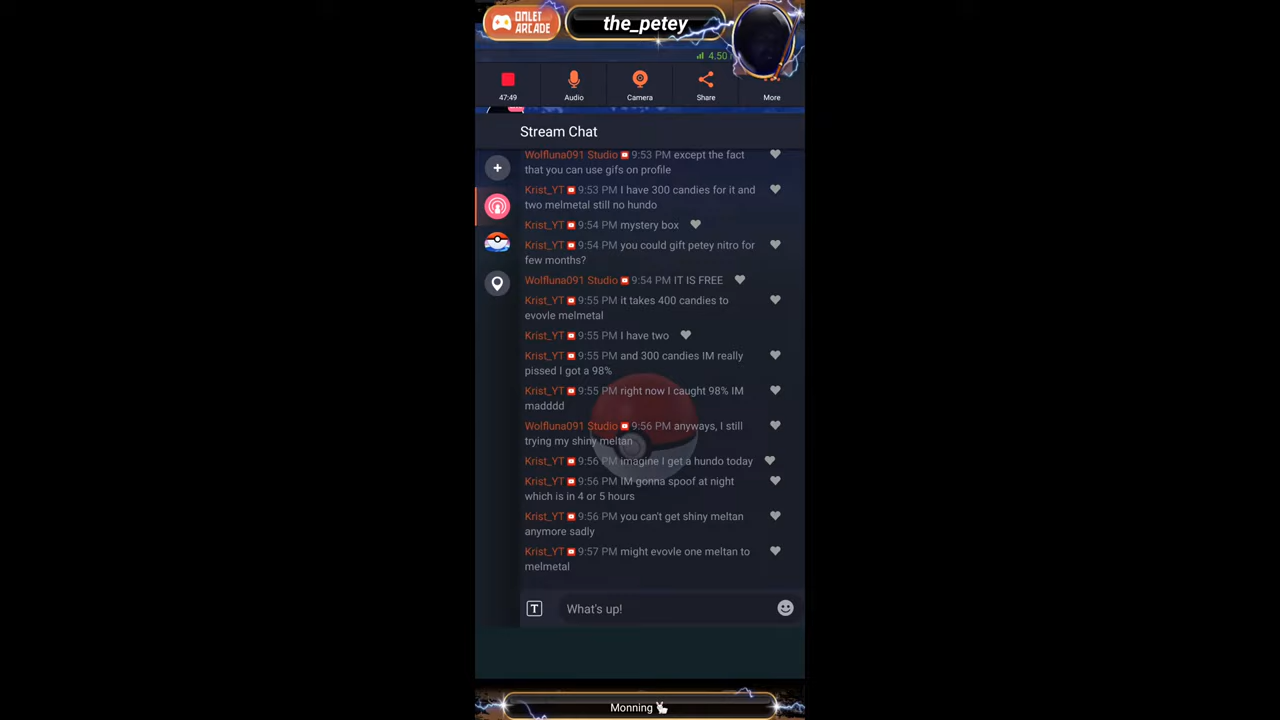 OMLET
ARCADE
the_petey
4.50
47:49
Audio
Camera
Share
More
Stream Chat
Wolfluna091 Studio 9:53 PM except the fact
that you can use gifs on profile
Krist_YT 9:53 PM I have 300 candies for it and
two melmetal still no hundo
Krist_YT 9:54 PM mystery box
Krist_YT 9:54 PM you could gift petey nitro for
few months?
Wolfluna091 Studio 9:54 PM IT IS FREE
Krist_YT 9:55 PM it takes 400 candies to
evovle melmetal
Krist_YT 9:55 PM I have two
Krist_YT 9:55 PM and 300 candies IM really
pissed I got a 98%
Krist_YT 9:55 PM right now I caught 98% IM
madddd
Wolfluna091 Studio 9:56 PM anyways, I still
trying my shiny meltan
Krist_YT 9:56 PM imagine I get a hundo today
Krist_YT 9:56 PM IM gonna spoof at night
which is in 4 or 5 hours
Krist_YT 9:56 PM you can't get shiny meltan
anymore sadly
Krist_YT 9:57 PM might evovle one meltan to
melmetal
T
What's up!
Monning